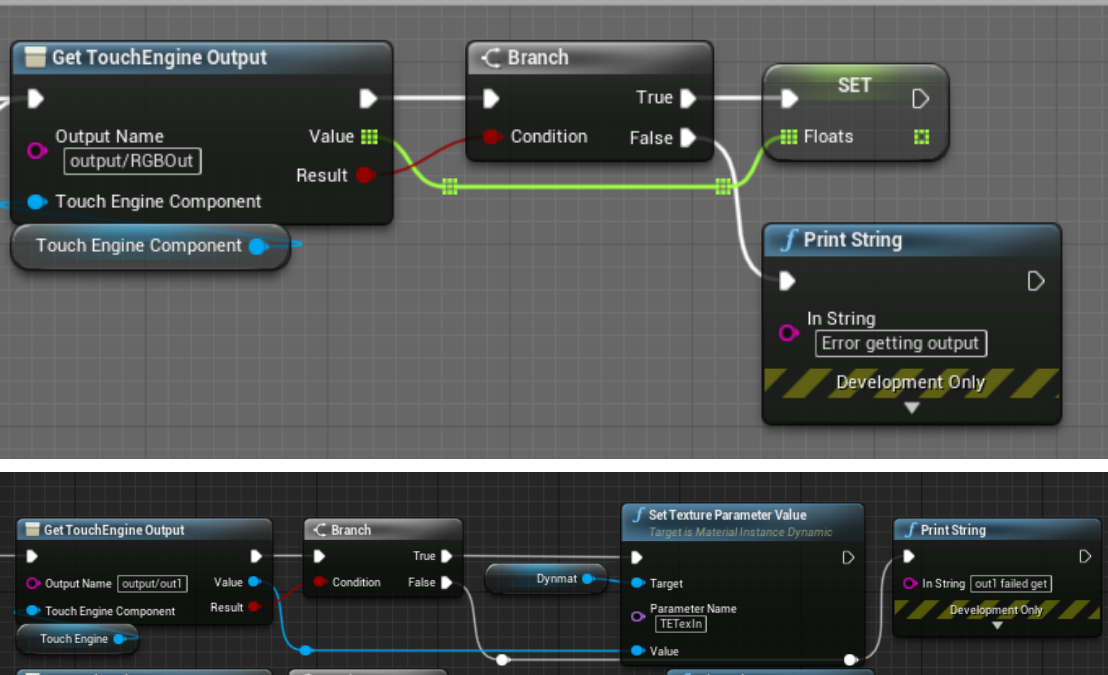 Get TouchEngine Output
Branch
SET
True
Output Name
Value
Condition
False
Floats
output/RGBOut
Result
Touch Engine Component
Touch Engine Component
Print String
In String
Error getting output
Development Only
Set Texture Parameter Value
Get TouchEngine Output
Branch
Target is Material Instance Dynamic
Print String
True
Output Name
output/out1
Value
Condition
False
Dynmat
Target
In String
out1 failed get
Touch Engine Component
Result
Parameter Name
Development Only
TETexIn
Touch Engine
Value